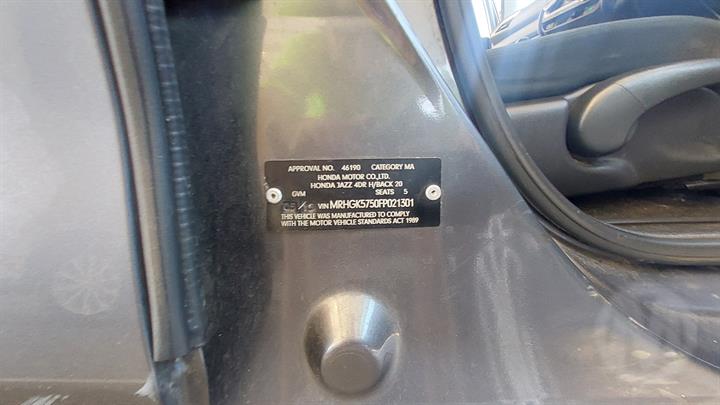 APPROVAL NO. 46190 CATEGORY MA
HONDA MOTOR CO.,LTD.
HONDA JAZZ 4DR H/BACK 20
GVM SEATS 5
VIN MRHGK5750FP021301
THIS VEHICLE WAS MANUFACTURED TO COMPLY
WITH THE MOTOR VEHICLE STANDARDS ACT 1989